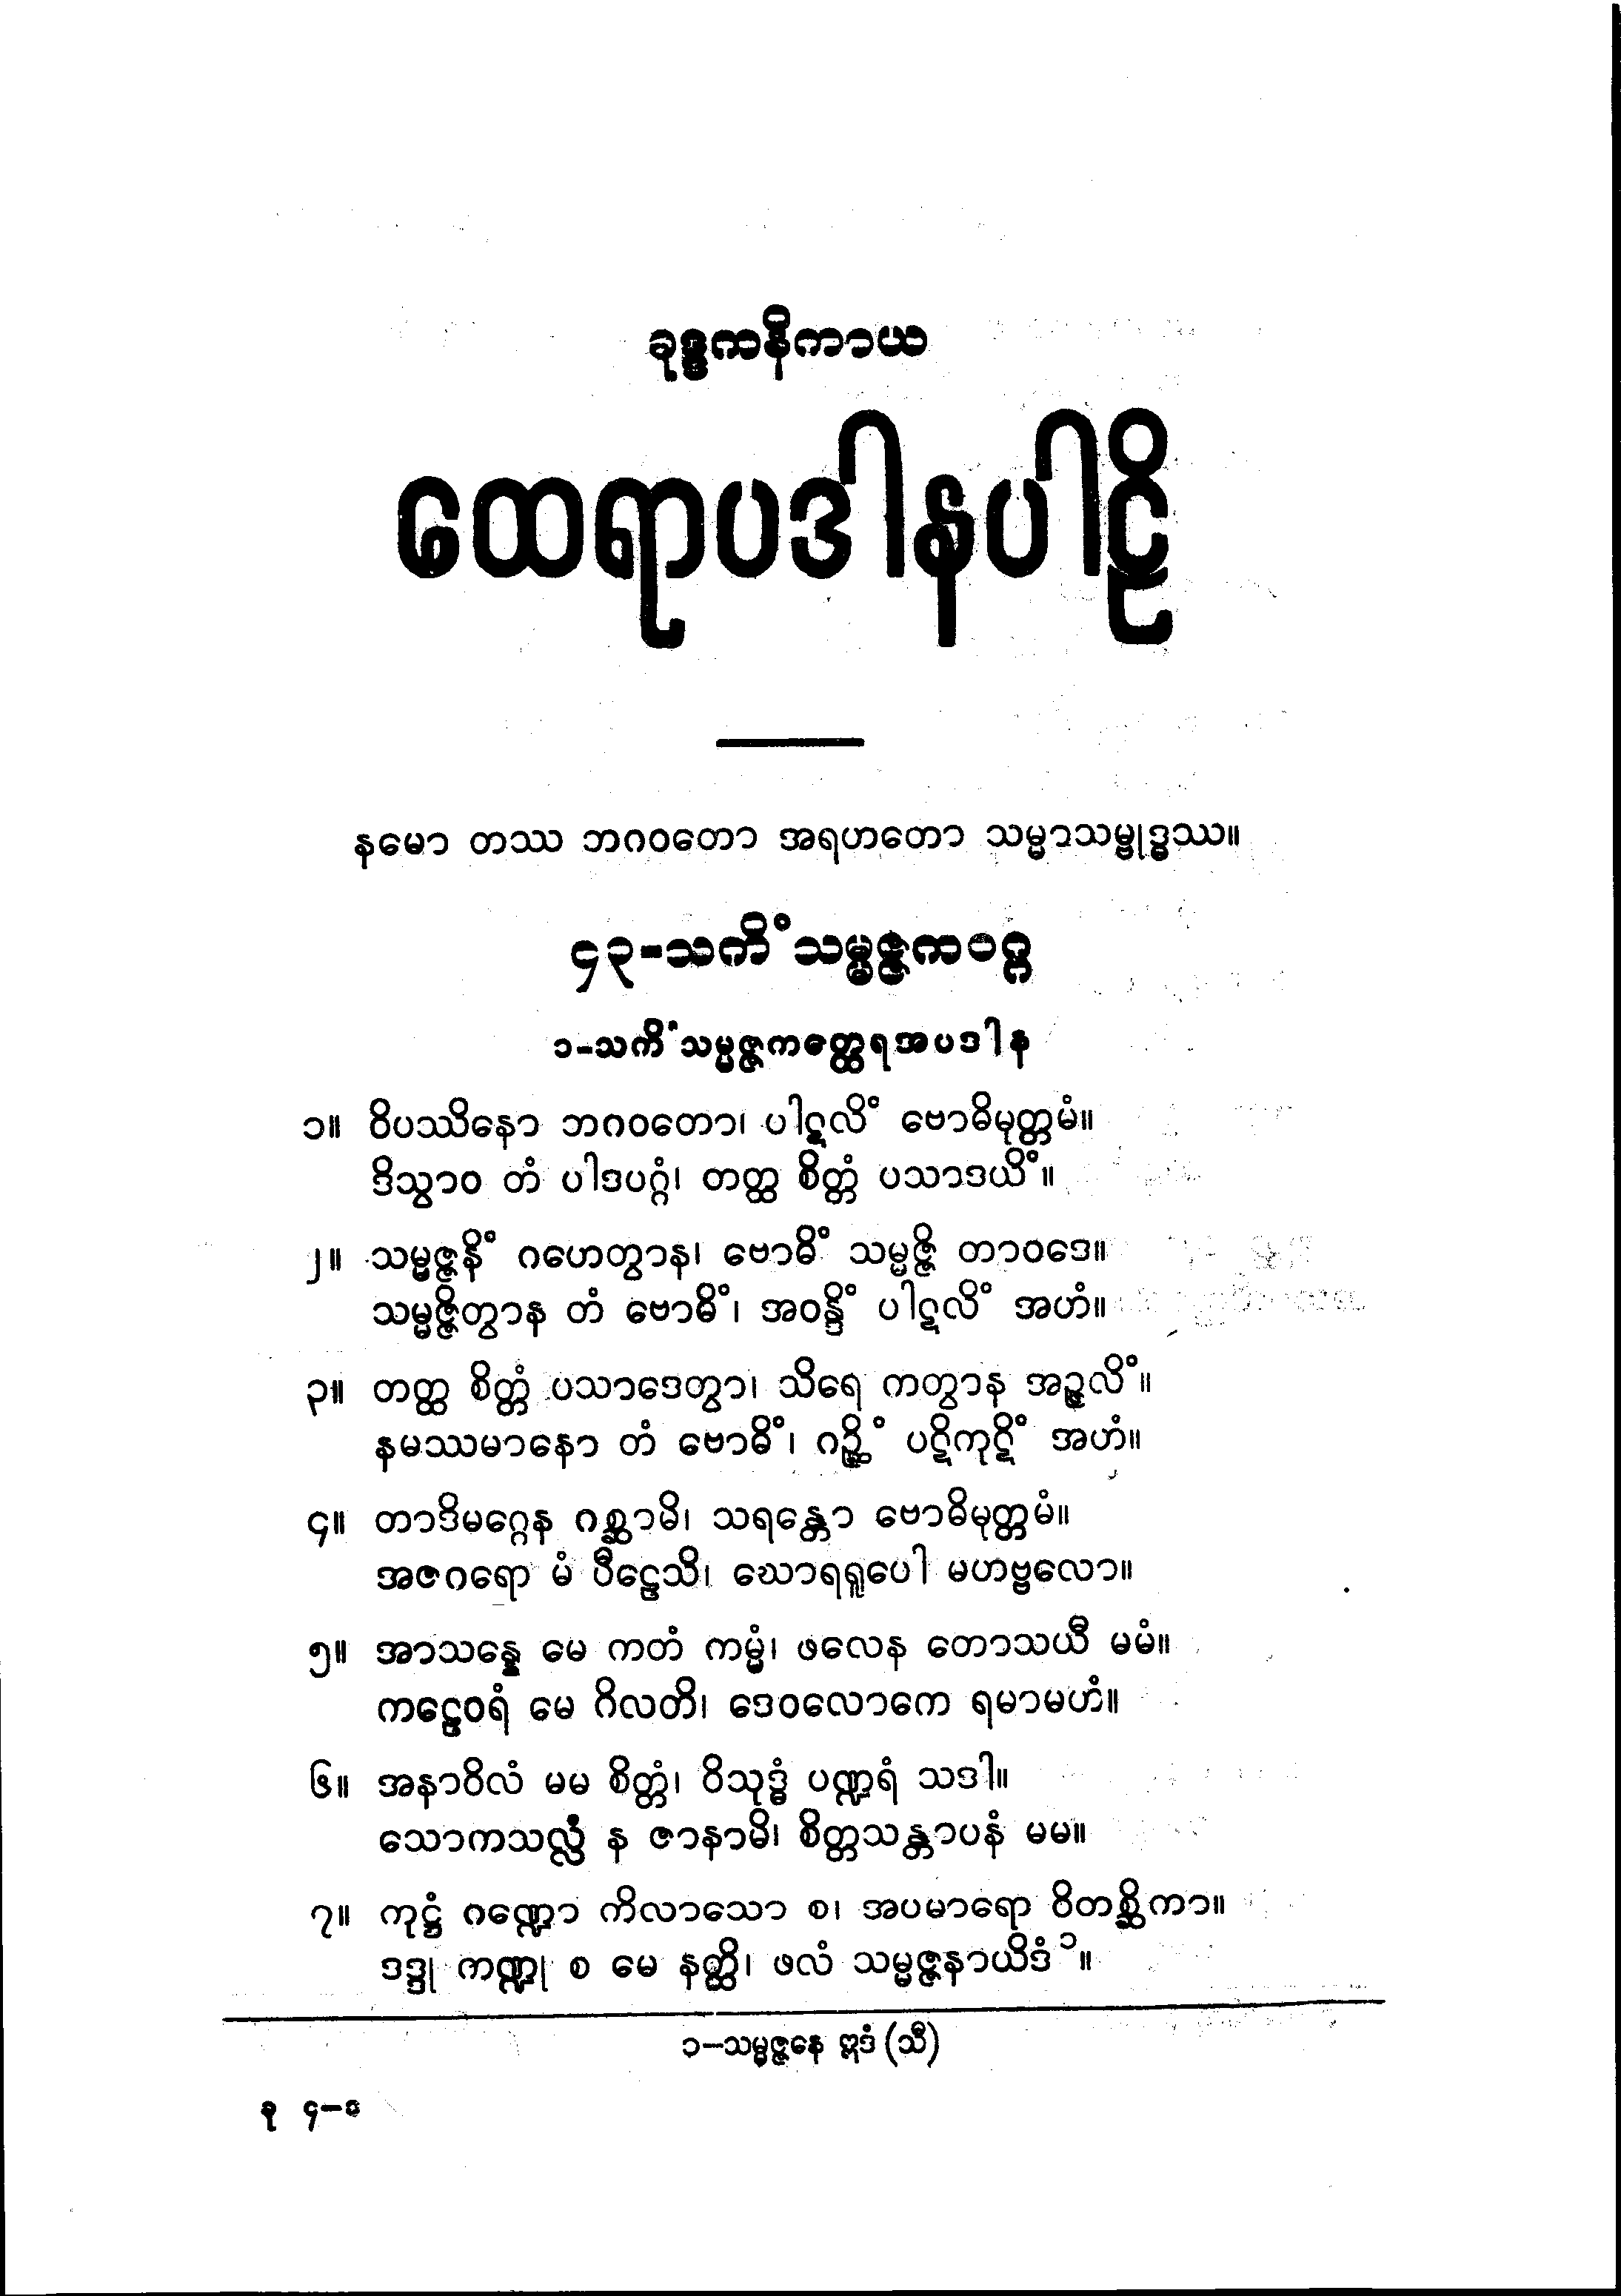 ခုဒ္ဒကနိကာယ
ထေရာပဒါနပါဠိ
နမော တဿ ဘဂဝတော အရဟတော သမ္မာသမ္ဗုဒ္ဓဿ။
၄၃-သကိံသမ္မဇ္ဇကဝဂ္ဂ
၁-သကိံသမ္မဇ္ဇကတ္ထေရအပဒါန
၁။ ဝိပဿိနော ဘဂဝတော၊ ပါဋလိံ ဗောဓိမုတ္တမံ။
ဒိသွာဝ တံ ပါဒပဂ္ဂံ၊ တတ္ထ စိတ္တံ ပသာဒယိံ။
၂။ သမ္မဇ္ဇနိံ ဂဟေတွာန၊ ဗောဓိံ သမ္မဇ္ဇိ တာဝဒေ။
သမ္မဇ္ဇိတွာန တံ ဗောဓိံ၊ အဝန္ဒိံ ပါဋလိံ အဟံ။
၃။ တတ္ထ စိတ္တံ ပသာဒေတွာ၊ သိရေ ကတွာန အဉ္ဇလိံ။
နမဿမာနော တံ ဗောဓိံ၊ ဂဉ္ဆိံ ပဋိကုဋိံ အဟံ။
၄။ တာဒိမဂ္ဂေန ဂစ္ဆာမိ၊ သရန္တော ဗောဓိမုတ္တမံ။
အဇဂရော မံ ပီဠေသိ၊ ဃောရရူပေါ မဟဗ္ဗလော။
၅။ အာသန္နေ မေ ကတံ ကမ္မံ၊ ဖလေန တောသယီ မမံ။
ကဠေဝရံ မေ ဂိလတိ၊ ဒေဝလောကေ ရမာမဟံ။
၆။ အနာဝိလံ မမ စိတ္တံ၊ ဝိသုဒ္ဓံ ပဏ္ဍရံ သဒါ။
သောကသလ္လံ န ဇာနာမိ၊ စိတ္တသန္တာပနံ မမ။
၇။ ကုဋ္ဌံ ဂဏ္ဍော ကိလာသော စ၊ အပမာရော ဝိတစ္ဆိကာ။
ဒဒ္ဒု ကဏ္ဍု စ မေ နတ္ထိ၊ ဖလံ သမ္မဇ္ဇနာယိဒံ ၁။
၁-သမ္မဇ္ဇနေ ဣဒံ (သီ)
ခု ၄-၁